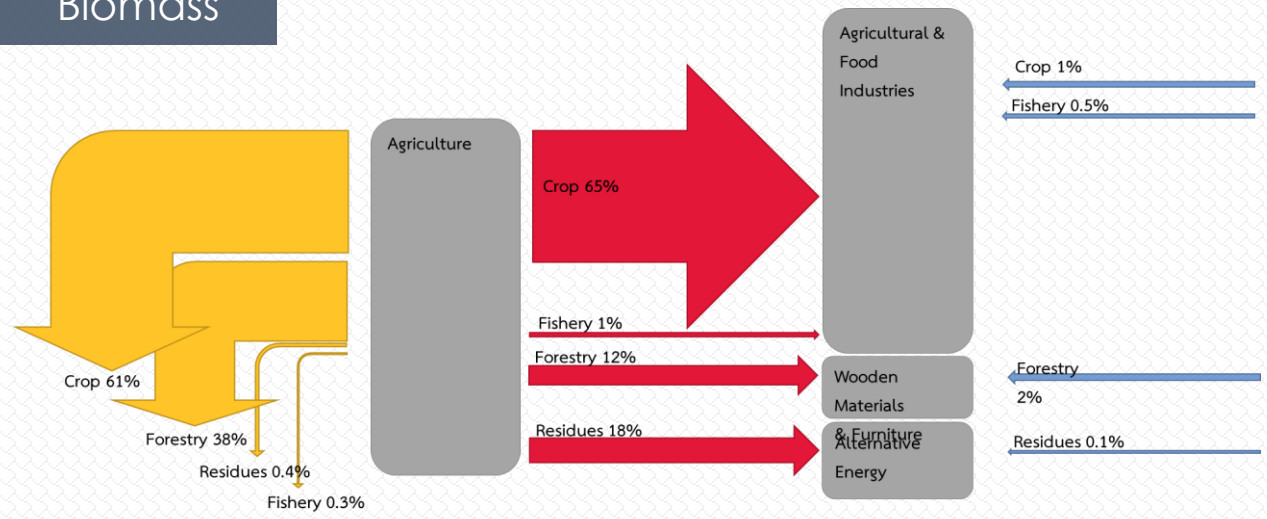 Biomass
Agricultural &
Food
Industries
Crop 1%
Fishery 0.5%
Agriculture
Crop 65%
Fishery 1%
Forestry 12%
Wooden
Materials
& Furniture
Forestry
2%
Crop 61%
Forestry 38%
Residues 18%
Alternative
Energy
Residues 0.1%
Residues 0.4%
Fishery 0.3%